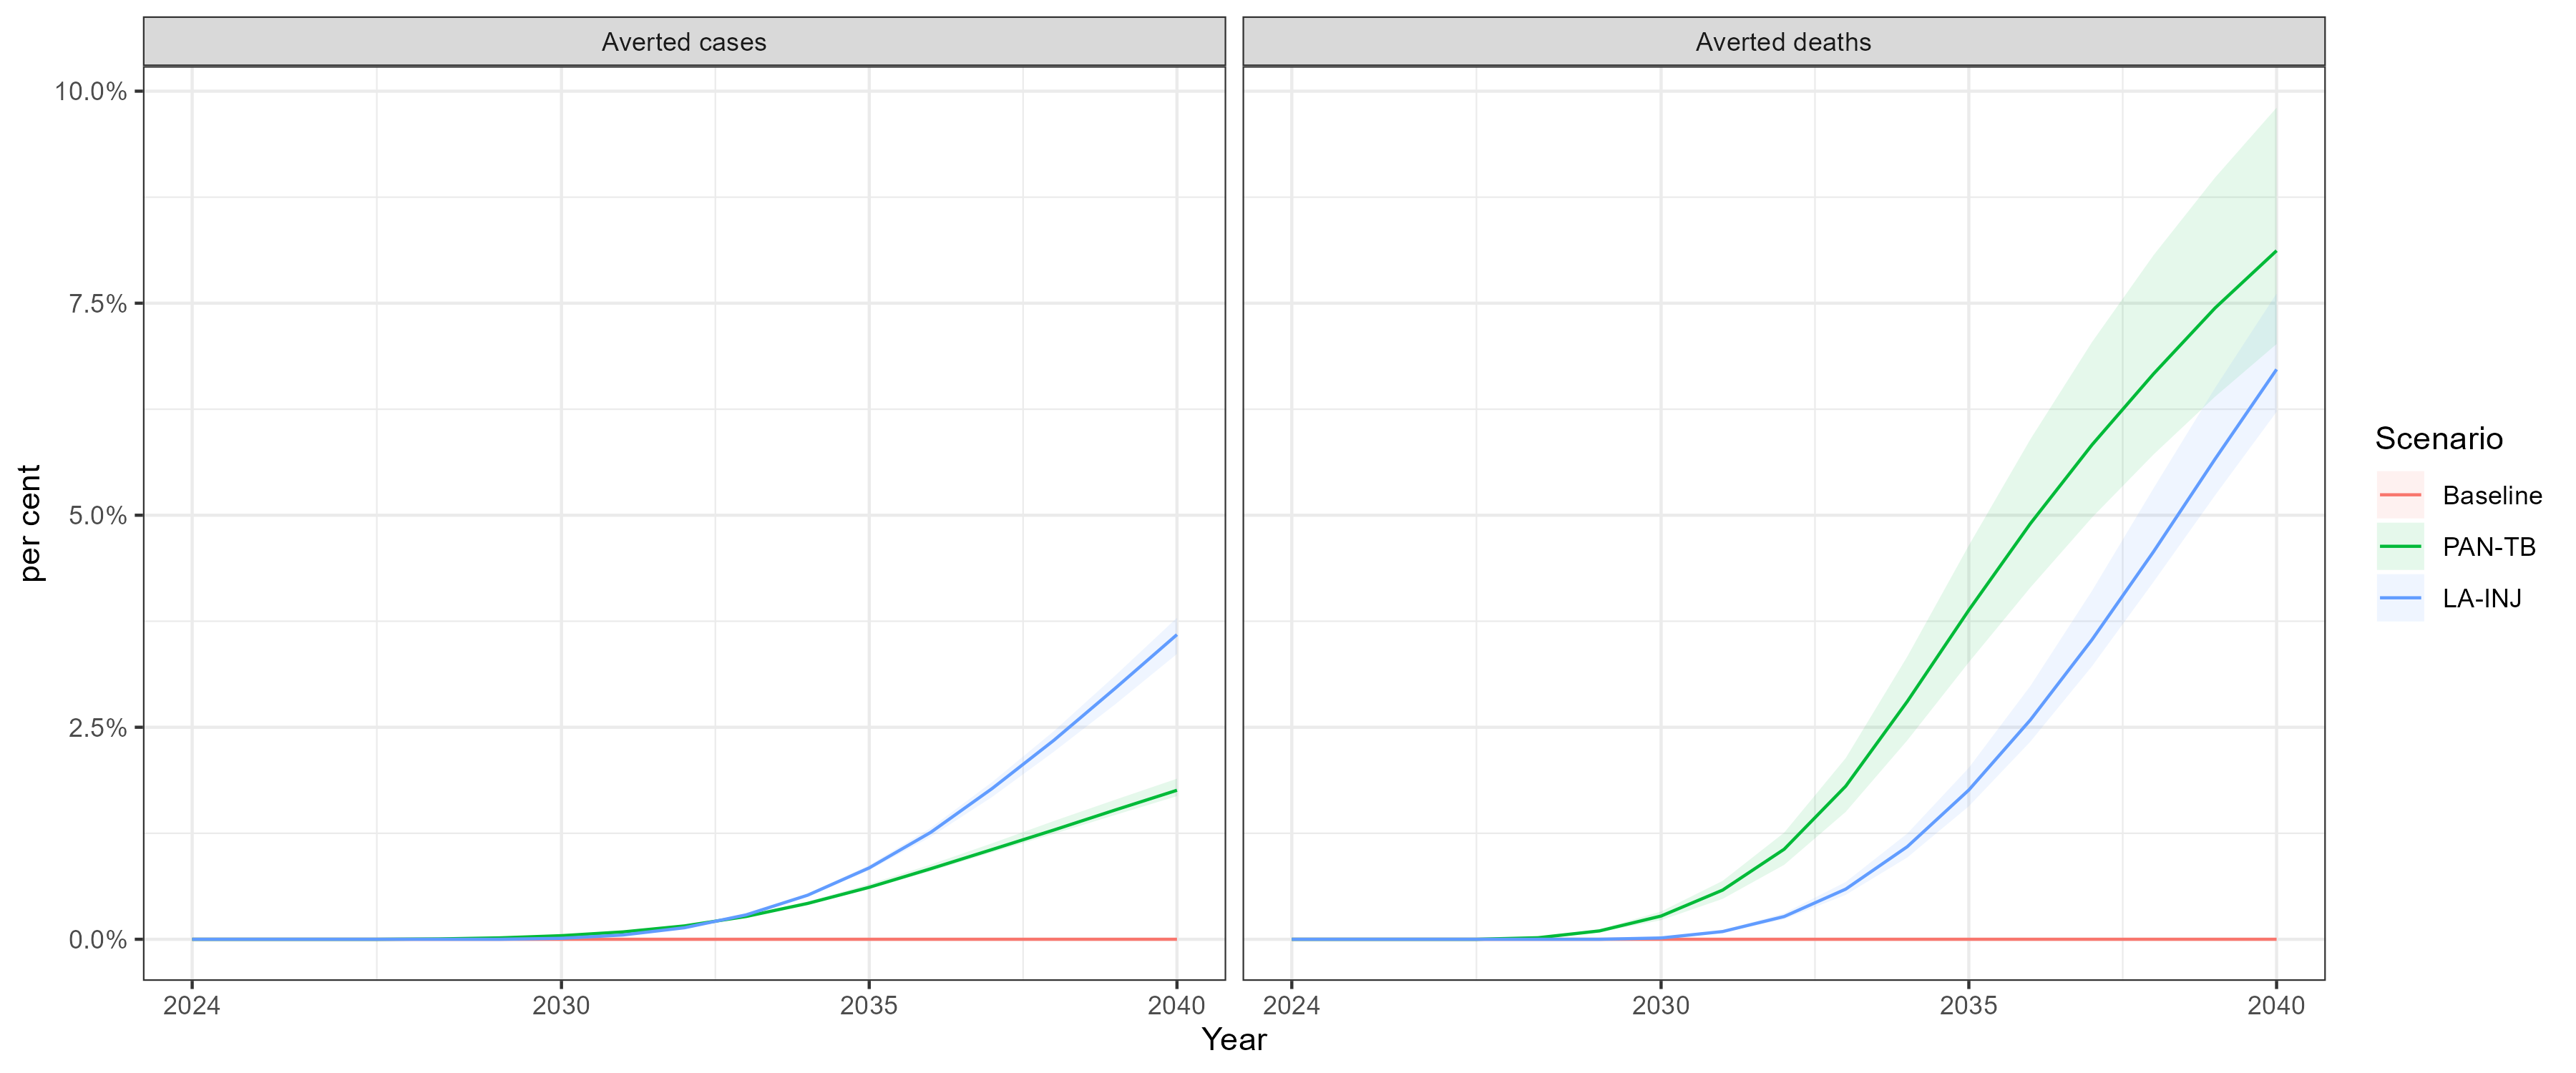 Averted cases
Averted deaths
10.0%
7.5%
5.0%
2.5%
0.0%
per cent
2024
2030
2035
2040
2024
2030
2035
2040
Year
Scenario
Baseline
PAN-TB
LA-INJ